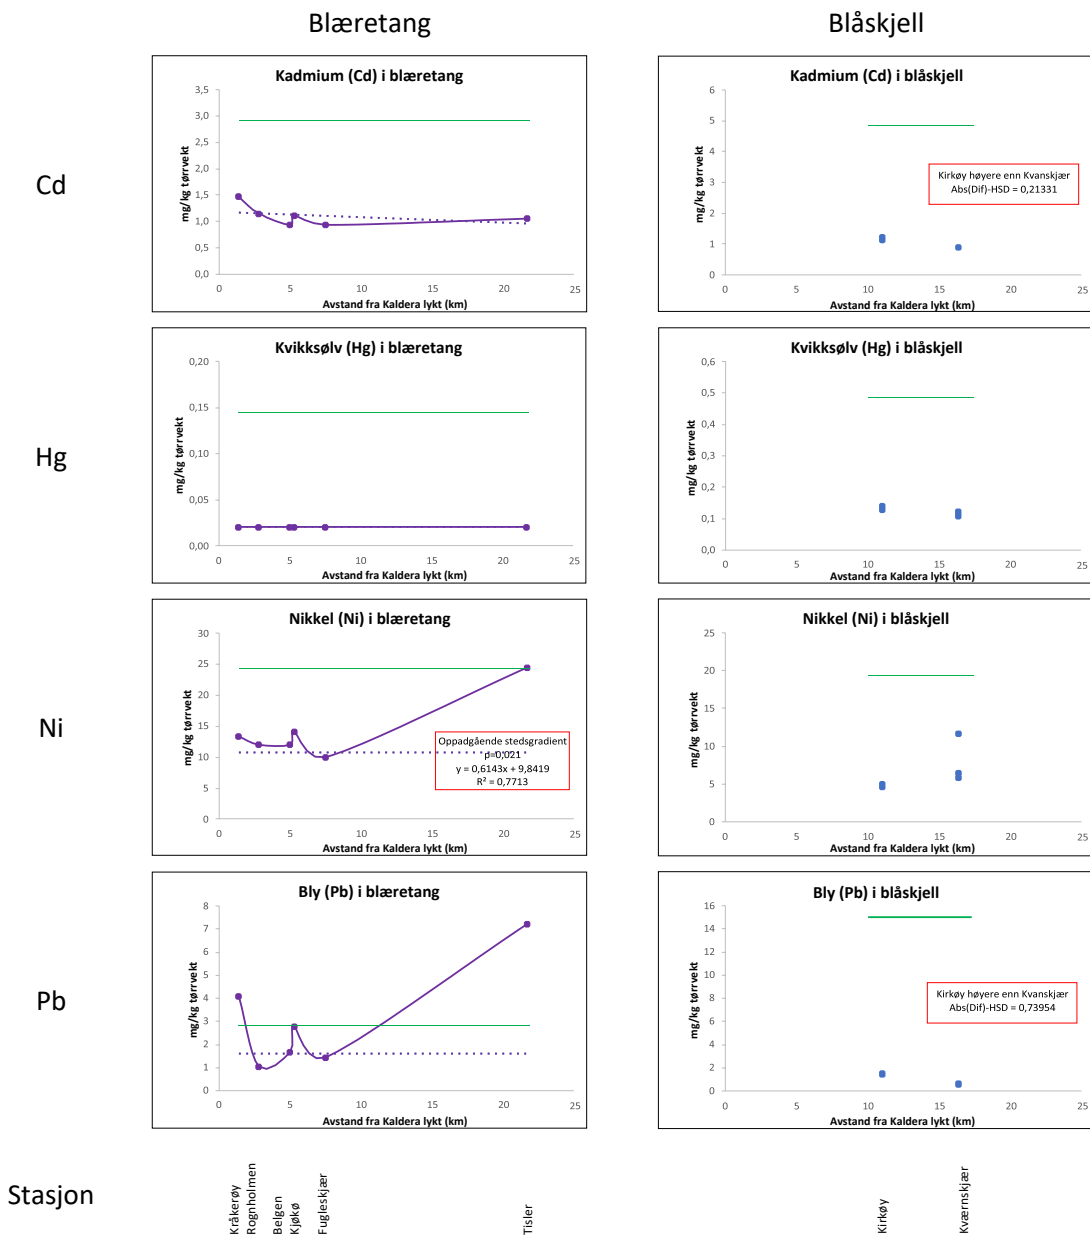 Blæretang
Blåskjell
Cd
Kadmium (Cd) i blæretang
mg/kg tørrvekt
3,5
3,0
2,5
2,0
1,5
1,0
0,5
0,0
0 5 10 15 20 25
Avstand fra Kaldera lykt (km)
Kadmium (Cd) i blåskjell
mg/kg tørrvekt
6
5
4
3
2
1
0
Kirkøy høyere enn Kvanskjær
Abs(Dif)-HSD = 0,21331
0 5 10 15 20 25
Avstand fra Kaldera lykt (km)
Hg
Kvikksølv (Hg) i blæretang
mg/kg tørrvekt
0,20
0,15
0,10
0,05
0,00
0 5 10 15 20 25
Avstand fra Kaldera lykt (km)
Kvikksølv (Hg) i blåskjell
mg/kg tørrvekt
0,6
0,5
0,4
0,3
0,2
0,1
0,0
0 5 10 15 20 25
Avstand fra Kaldera lykt (km)
Ni
Nikkel (Ni) i blæretang
mg/kg tørrvekt
30
25
20
15
10
5
0
Oppadgående stedsgradient
p=0,021
y = 0,6143x + 9,8419
R² = 0,7713
0 5 10 15 20 25
Avstand fra Kaldera lykt (km)
Nikkel (Ni) i blåskjell
mg/kg tørrvekt
25
20
15
10
5
0
0 5 10 15 20 25
Avstand fra Kaldera lykt (km)
Pb
Bly (Pb) i blæretang
mg/kg tørrvekt
8
7
6
5
4
3
2
1
0
0 5 10 15 20 25
Avstand fra Kaldera lykt (km)
Bly (Pb) i blåskjell
mg/kg tørrvekt
16
14
12
10
8
6
4
2
0
Kirkøy høyere enn Kvanskjær
Abs(Dif)-HSD = 0,73954
0 5 10 15 20 25
Avstand fra Kaldera lykt (km)
Stasjon
Kråkerøy
Rognholmen
Belgen
Kjøkø
Fugleskjær
Tisler
Kirkøy
Kværnskjær